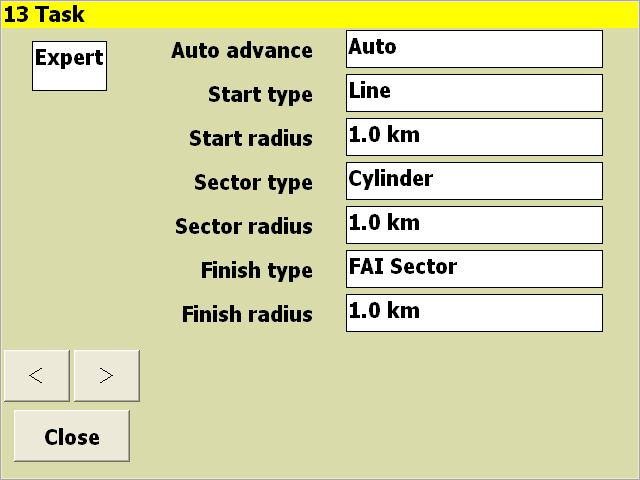 13 Task
Expert
Auto advance Auto
Start type Line
Start radius 1.0 km
Sector type Cylinder
Sector radius 1.0 km
Finish type FAI Sector
Finish radius 1.0 km
< >
Close